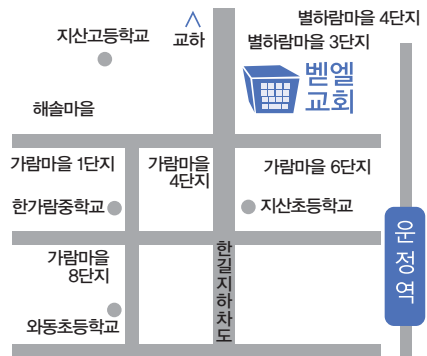 별하람마을 4단지
지산고등학교
교하
별하람마을 3단지
벧엘
교회
해솔마을
가람마을 1단지
가람마을
4단지
가람마을 6단지
한가람중학교
지산초등학교
운정역
한길지하차도
가람마을
8단지
와동초등학교